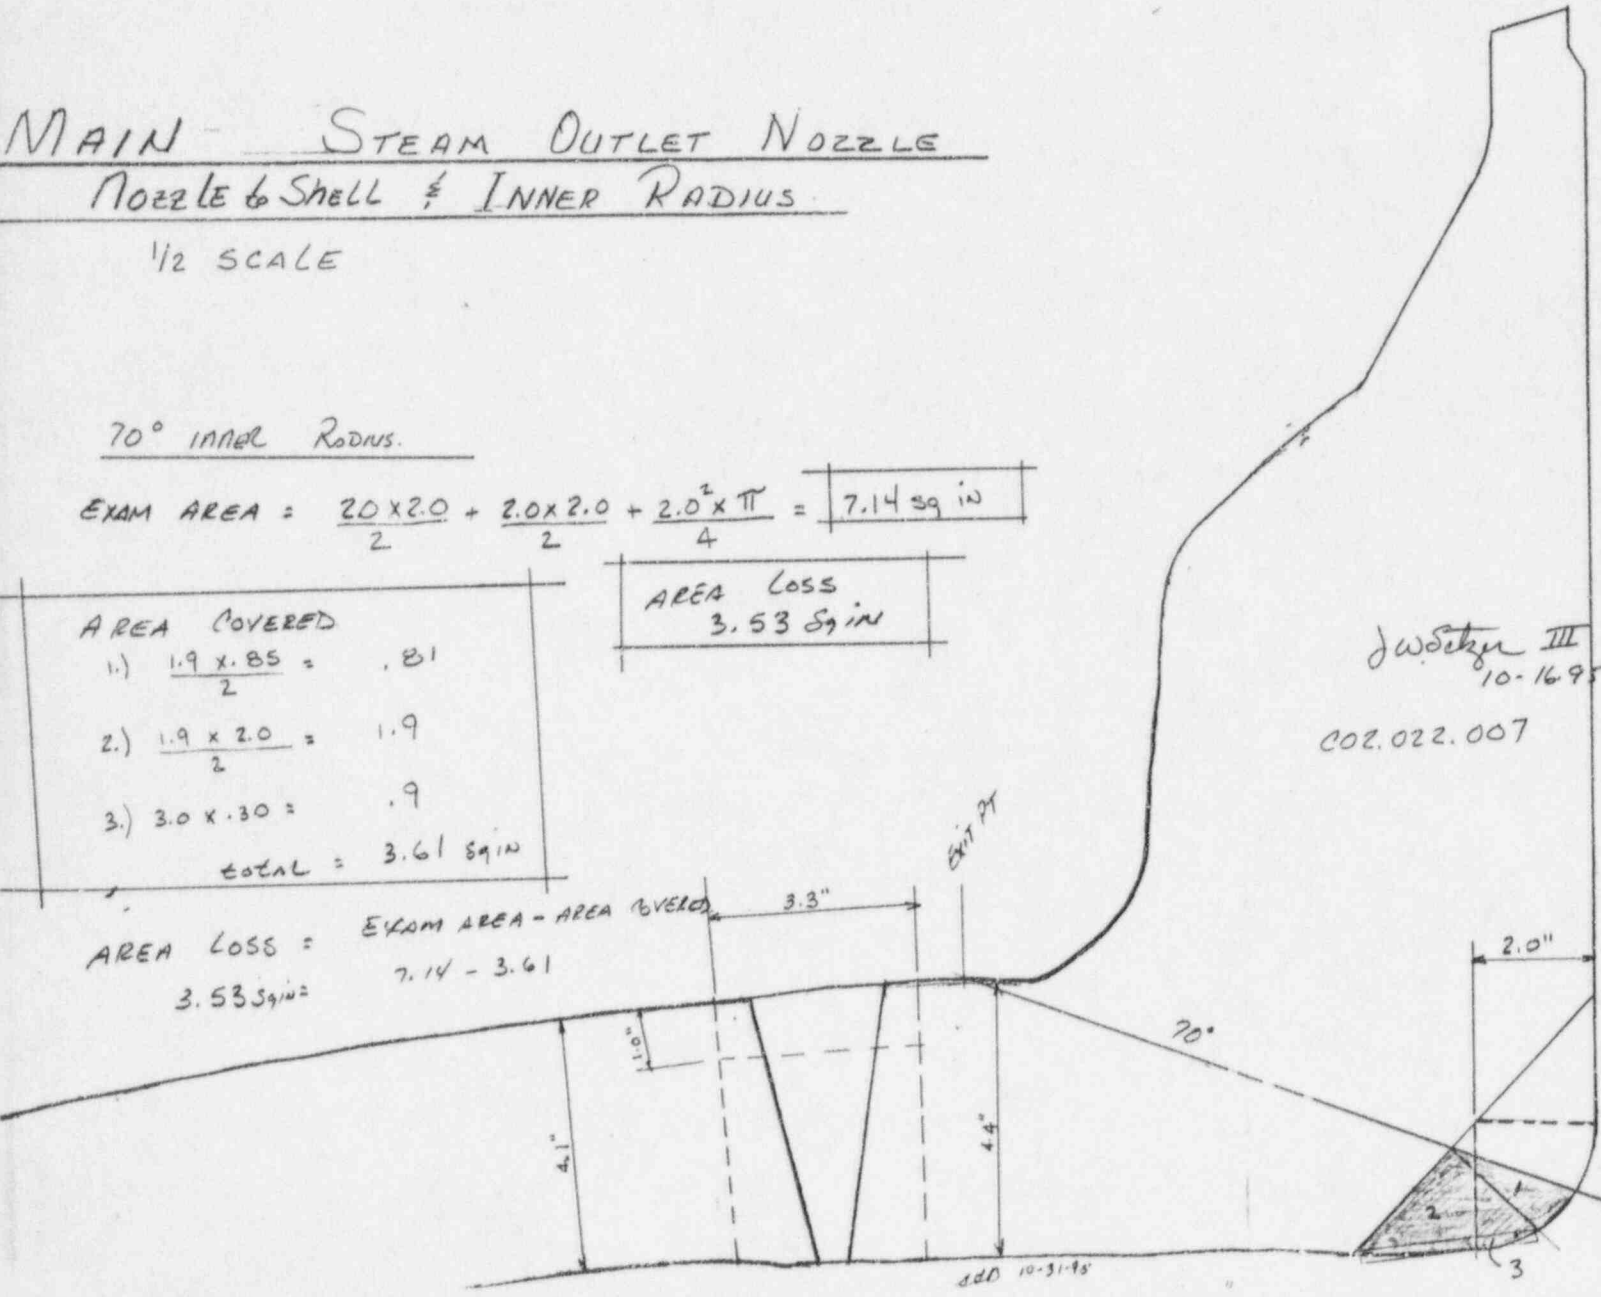 MAIN STEAM OUTLET NOZZLE
Nozzle to Shell & INNER RADIUS
1/2 SCALE
70° INNER RADIUS.
EXAM AREA = 2.0 x 2.0 / 2 + 2.0 x 2.0 / 2 + 2.0² x π / 4 = 7.14 sq in
AREA LOSS
3.53 Sq in
AREA COVERED
1.) 1.9 x .85 / 2 = .81
2.) 1.9 x 2.0 / 2 = 1.9
3.) 3.0 x .30 = .9
total = 3.61 sq in
AREA LOSS = EXAM AREA - AREA COVERED
3.53 Sq in = 7.14 - 3.61
III
10-16-95
C02.022.007
Exit PT
3.3"
2.0"
1.0"
4.1"
4.4"
70°
1
2
3
3
10-31-95